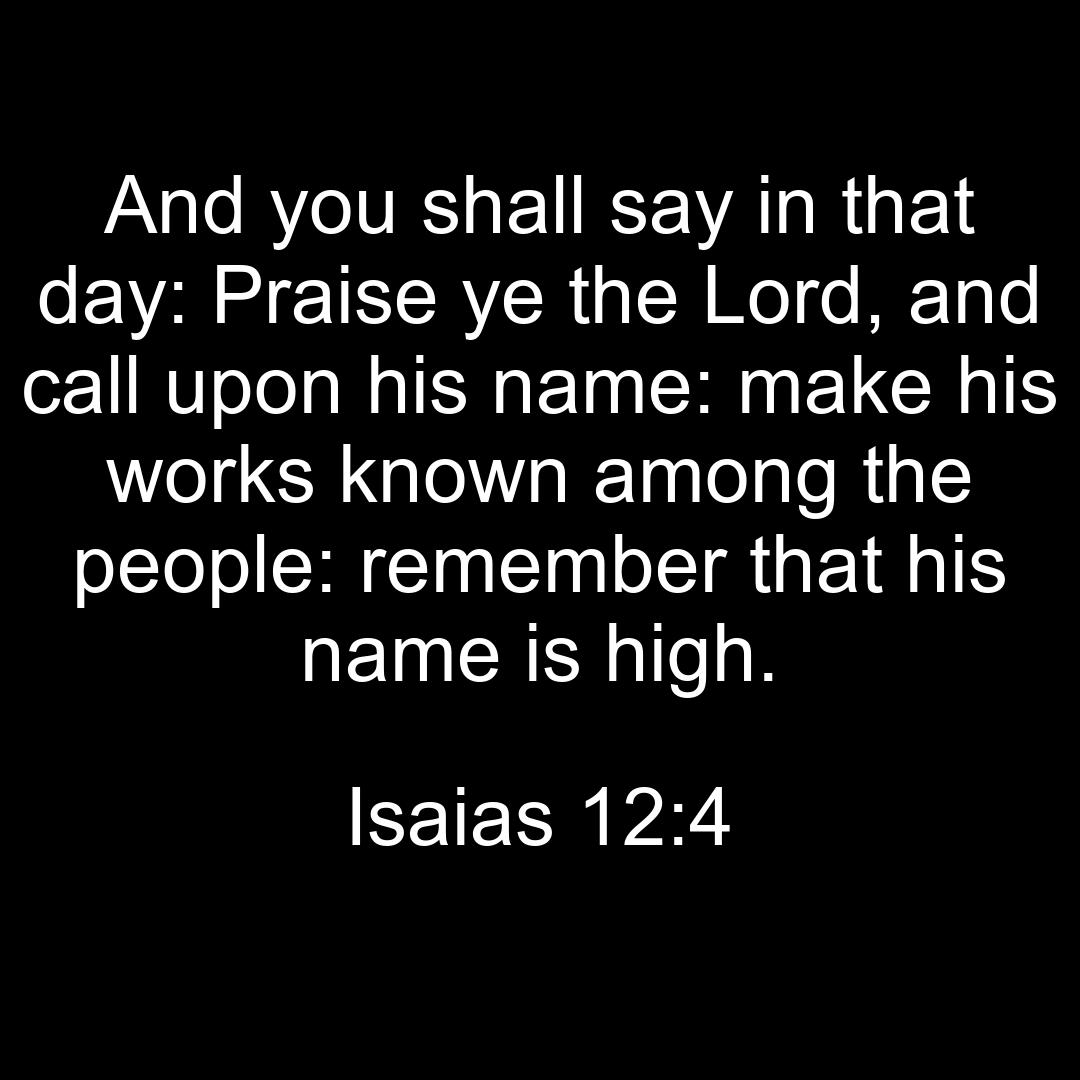 And you shall say in that
day: Praise ye the Lord, and
call upon his name: make his
works known among the
people: remember that his
name is high.
Isaias 12:4